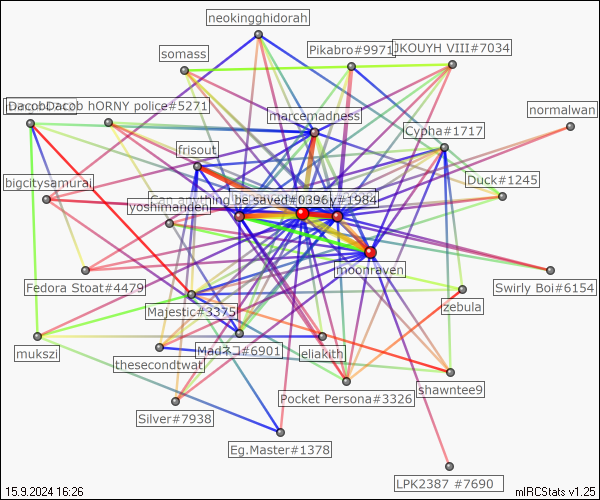 neokingghidorah
somass
Pikabro#9971
JKOUYH VIII#7034
Dacob hORNY police#5271
marcemadness
normalwan
Cypha#1717
frisout
bigcitysamurai
Duck#1245
Can anything be saved#0396
y#1984
yoshimanden
moonraven
Fedora Stoat#4479
Swirly Boi#6154
Majestic#3375
zebula
mukszi
Madネコ#6901
eliakith
thesecondtwat
shawntee9
Pocket Persona#3326
Silver#7938
Eg.Master#1378
LPK2387 #7690
15.9.2024 16:26
mIRCStats v1.25